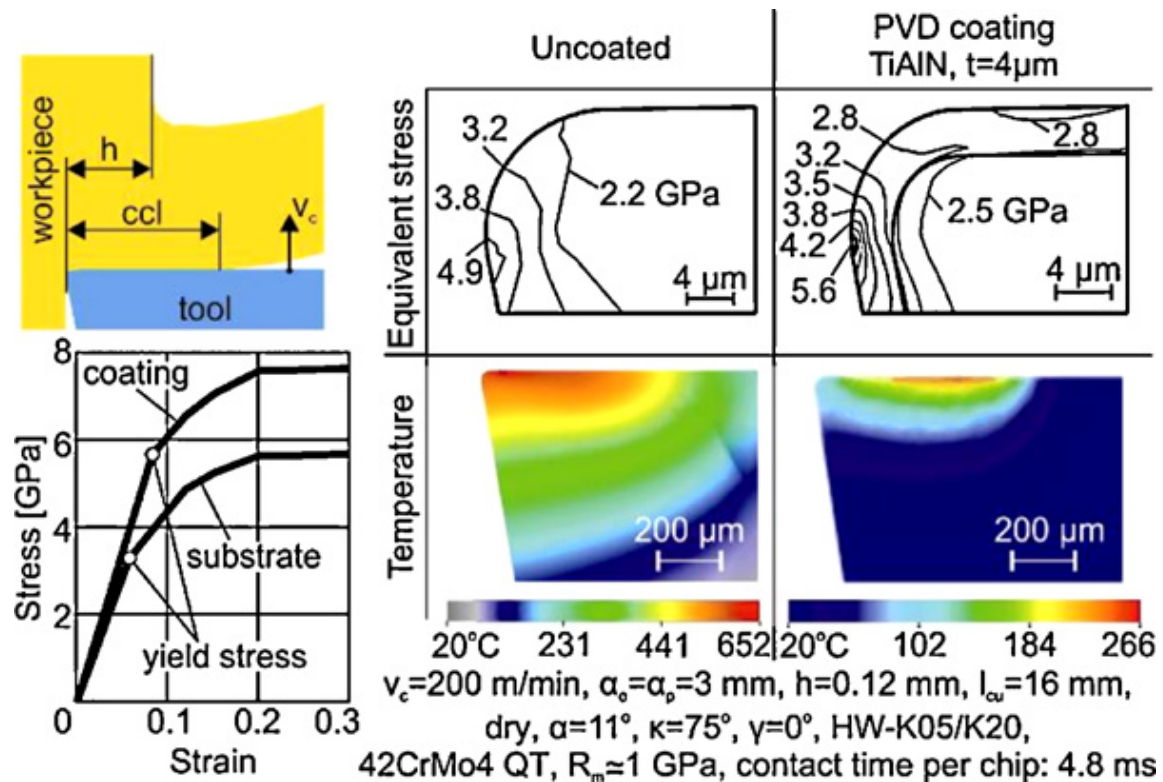 Uncoated
PVD coating
TiAlN, t=4μm
workpiece
h
ccl
v_c
tool
Equivalent stress
3.2
3.8
4.9
2.2 GPa
4 μm
2.8
2.8
3.2
3.5
3.8
4.2
5.6
2.5 GPa
4 μm
Stress [GPa]
8
6
4
2
0
0.1
0.2
0.3
Strain
coating
substrate
yield stress
Temperature
200 μm
200 μm
20°C 231 441 652
20°C 102 184 266
v_c=200 m/min, α_o=α_p=3 mm, h=0.12 mm, l_cu=16 mm,
dry, α=11°, κ=75°, γ=0°, HW-K05/K20,
42CrMo4 QT, R_m≃1 GPa, contact time per chip: 4.8 ms